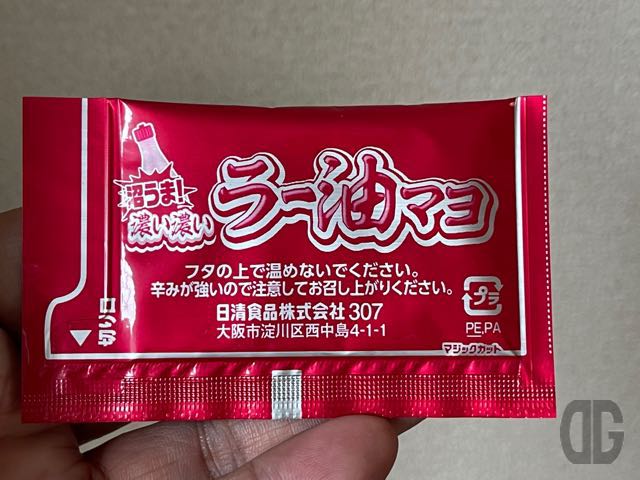 沼うま!
濃い濃い
ラー油マヨ
フタの上で温めないでください。
辛みが強いので注意してお召し上がりください。
日清食品株式会社 307
大阪市淀川区西中島4-1-1
切り口
プラ
PE,PA
マジックカット
DG